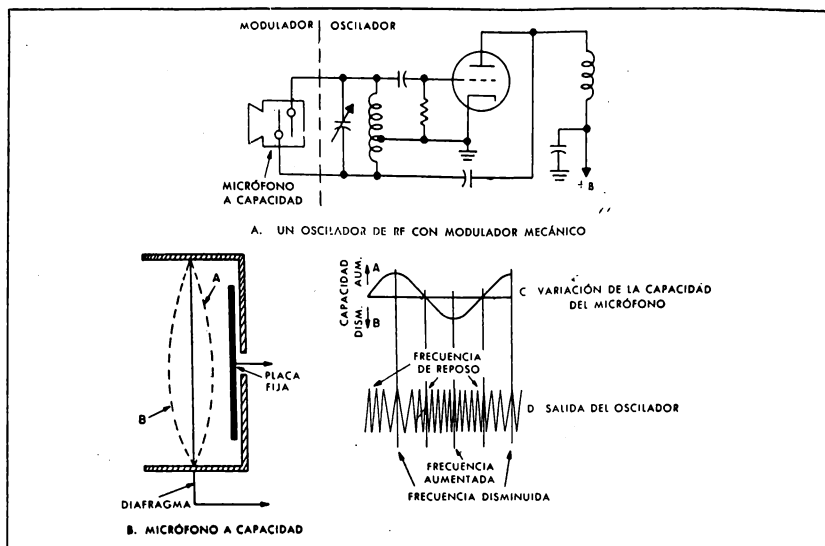 MODULADOR OSCILADOR
MICRÓFONO
A CAPACIDAD
+B
A. UN OSCILADOR DE RF CON MODULADOR MECÁNICO
A
B
PLACA
FIJA
DIAFRAGMA
B. MICRÓFONO A CAPACIDAD
CAPACIDAD
DISM. AUM.
A
B
C VARIACIÓN DE LA CAPACIDAD
DEL MICRÓFONO
FRECUENCIA
DE REPOSO
D SALIDA DEL OSCILADOR
FRECUENCIA
AUMENTADA
FRECUENCIA DISMINUIDA